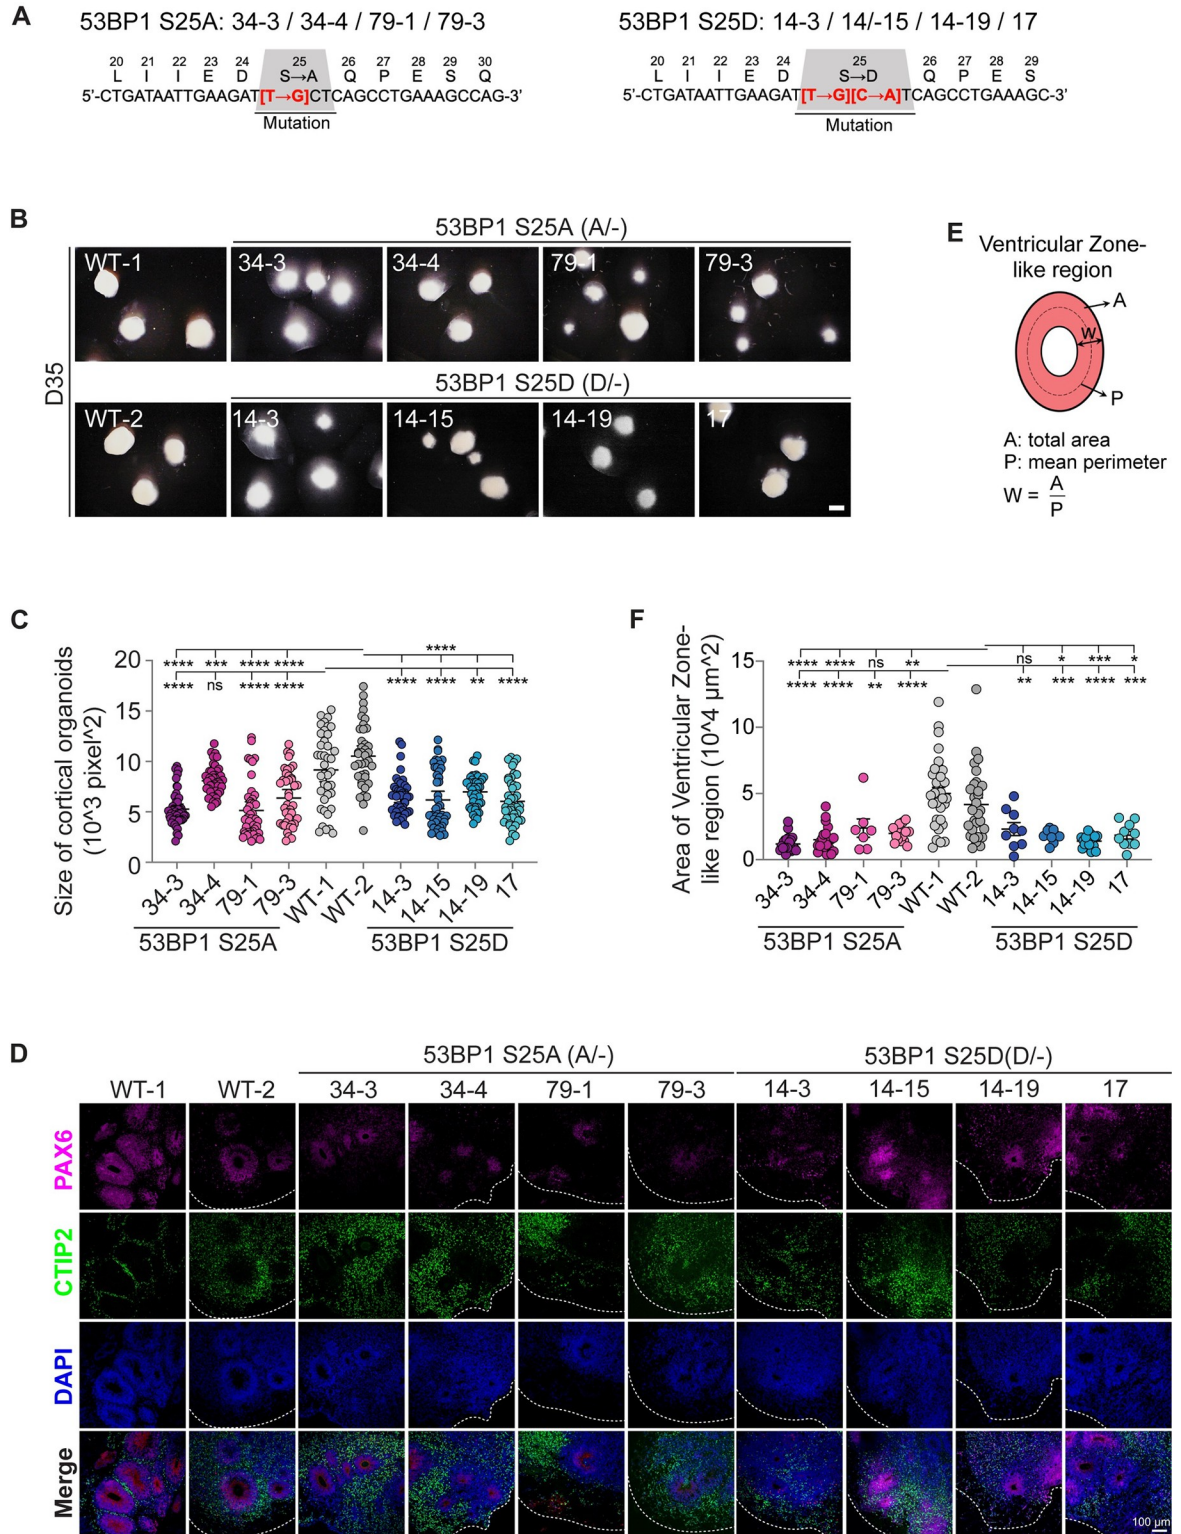 A
53BP1 S25A: 34-3 / 34-4 / 79-1 / 79-3
20 21 22 23 24 25 26 27 28 29 30
L I I E D S→A Q P E S Q
5'-CTGATAATTGAAGAT[T→G]CTCAGCCTGAAAGCCAG-3'
Mutation
53BP1 S25D: 14-3 / 14/-15 / 14-19 / 17
20 21 22 23 24 25 26 27 28 29
L I I E D S→D Q P E S
5'-CTGATAATTGAAGAT[T→G][C→A]TCAGCCTGAAAGC-3'
Mutation
B
53BP1 S25A (A/-)
WT-1 34-3 34-4 79-1 79-3
D35
53BP1 S25D (D/-)
WT-2 14-3 14-15 14-19 17
E
Ventricular Zone-
like region
A
W
P
A: total area
P: mean perimeter
W = A
P
C
Size of cortical organoids
(10^3 pixel^2)
20
15
10
5
0
**** *** **** **** ****
**** ns **** **** **** **** ** ****
34-3 34-4 79-1 79-3 WT-1 WT-2 14-3 14-15 14-19 17
53BP1 S25A 53BP1 S25D
F
Area of Ventricular Zone-
like region (10^4 µm^2)
15
10
5
0
**** **** ns ** ns * *** *
**** **** ** **** ** *** **** ***
34-3 34-4 79-1 79-3 WT-1 WT-2 14-3 14-15 14-19 17
53BP1 S25A 53BP1 S25D
D
53BP1 S25A (A/-) 53BP1 S25D(D/-)
WT-1 WT-2 34-3 34-4 79-1 79-3 14-3 14-15 14-19 17
PAX6
CTIP2
DAPI
Merge
100 µm